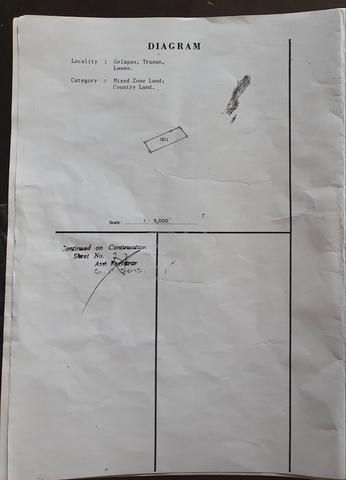 DIAGRAM
Locality : Gelapas, Trusan,
Lawas.
Category : Mixed Zone Land;
Country Land.
1211
Scale 1 : 5,000
Continued on Continuation
Sheet No. 2
Asst. Registrar